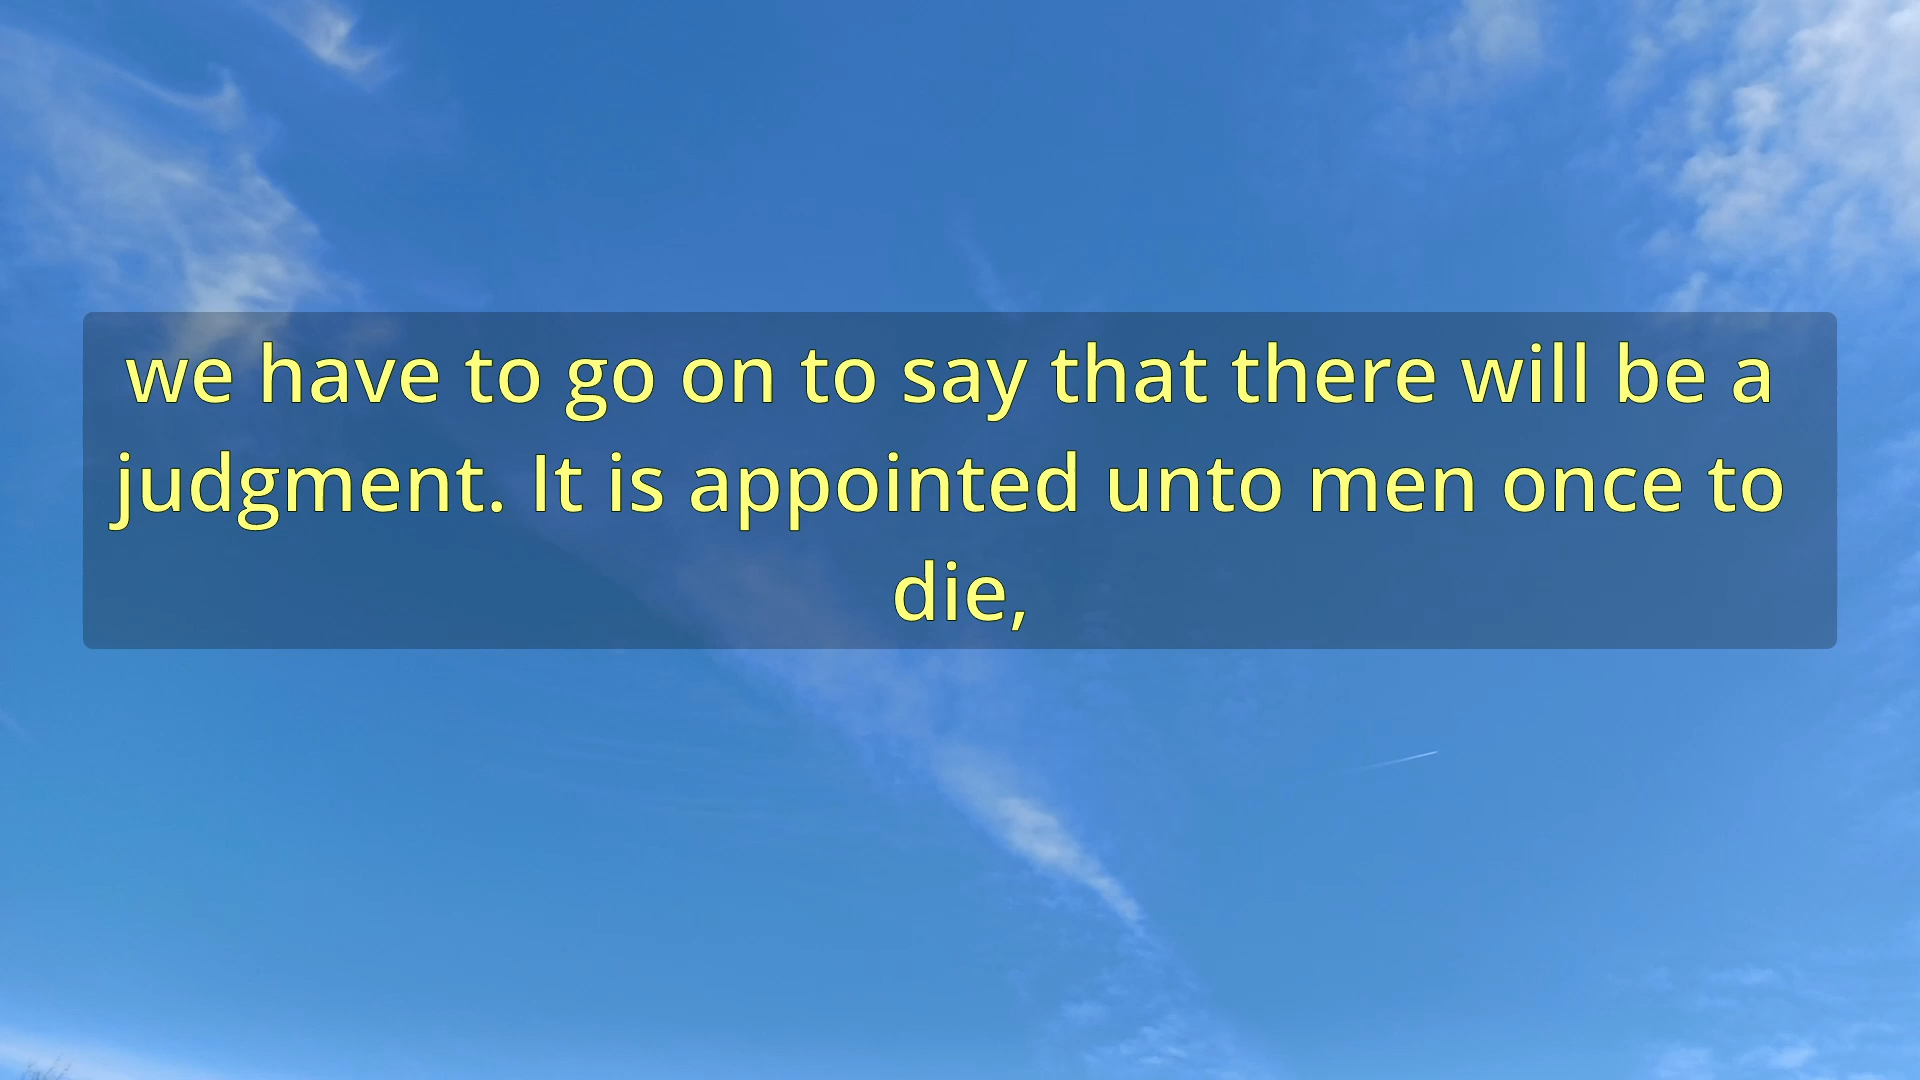 we have to go on to say that there will be a
judgment. It is appointed unto men once to
die,